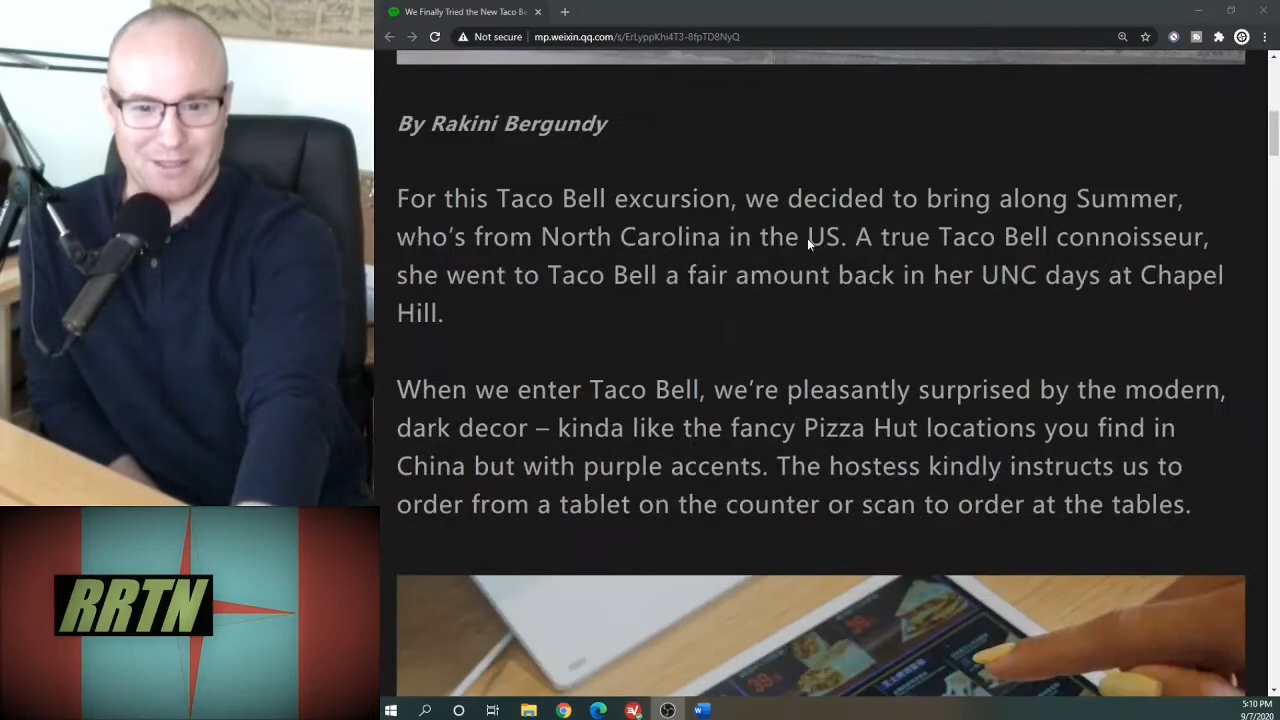 We Finally Tried the New Taco Be
Not secure
mp.weixin.qq.com/s/ErLyppKhi4T3-8fpTD8NyQ
By Rakini Bergundy
For this Taco Bell excursion, we decided to bring along Summer,
who's from North Carolina in the US. A true Taco Bell connoisseur,
she went to Taco Bell a fair amount back in her UNC days at Chapel
Hill.
When we enter Taco Bell, we're pleasantly surprised by the modern,
dark decor – kinda like the fancy Pizza Hut locations you find in
China but with purple accents. The hostess kindly instructs us to
order from a tablet on the counter or scan to order at the tables.
RRTN
39
5:10 PM
9/7/2020